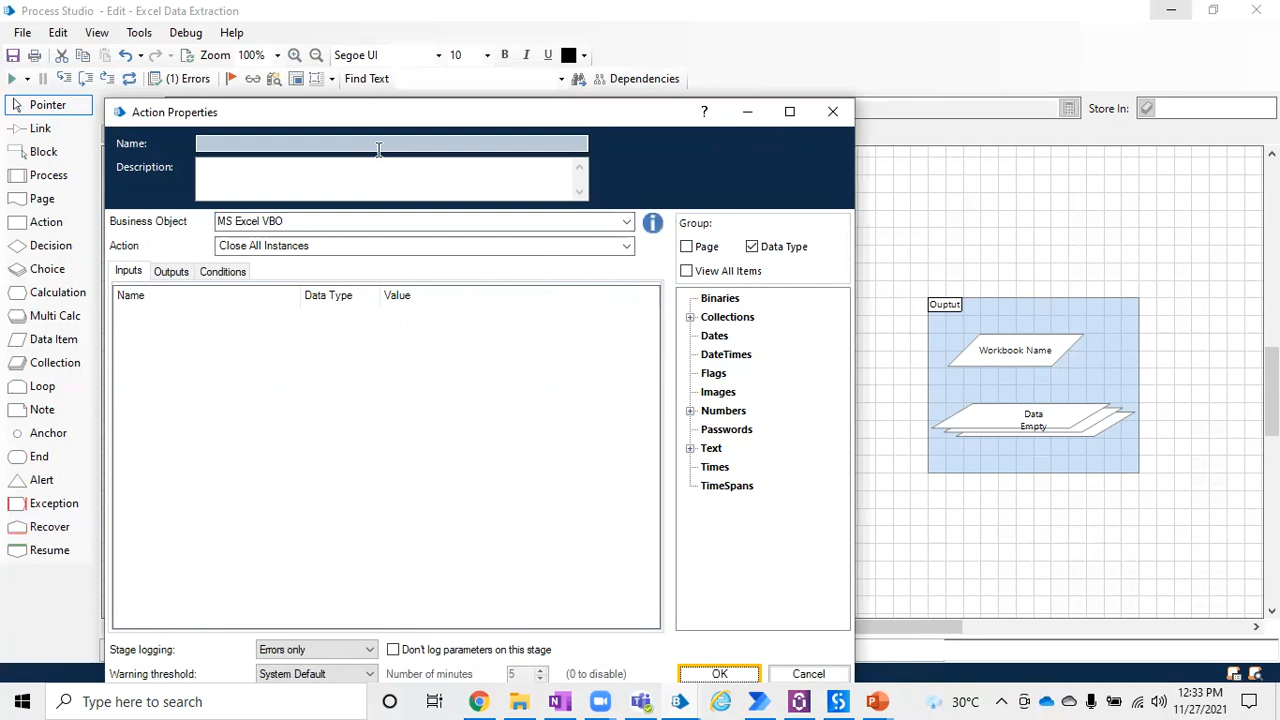 Process Studio - Edit - Excel Data Extraction
File Edit View Tools Debug Help
Zoom 100% Segoe UI 10 B I U
(1) Errors Find Text Dependencies
Pointer
Link
Block
Process
Page
Action
Decision
Choice
Calculation
Multi Calc
Data Item
Collection
Loop
Note
Anchor
End
Alert
Exception
Recover
Resume
Action Properties ?
Name:
Description:
Business Object MS Excel VBO
Action Close All Instances
Inputs Outputs Conditions
Name Data Type Value
Group:
Page Data Type
View All Items
Binaries
Collections
Dates
DateTimes
Flags
Images
Numbers
Passwords
Text
Times
TimeSpans
Stage logging: Errors only Don't log parameters on this stage
Warning threshold: System Default Number of minutes 5 (0 to disable)
OK Cancel
Store In:
Ouptut
Workbook Name
Data
Empty
Type here to search
30°C
12:33 PM
11/27/2021